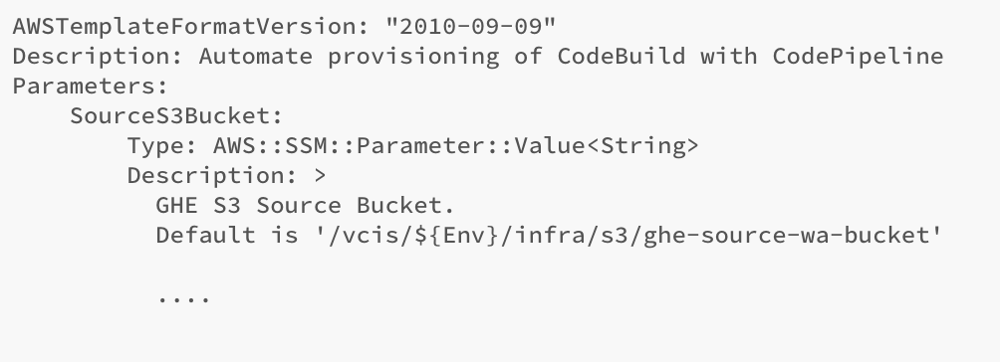 AWSTemplateFormatVersion: "2010-09-09"
Description: Automate provisioning of CodeBuild with CodePipeline
Parameters:
    SourceS3Bucket:
        Type: AWS::SSM::Parameter::Value<String>
        Description: >
          GHE S3 Source Bucket.
          Default is '/vcis/${Env}/infra/s3/ghe-source-wa-bucket'

          ....